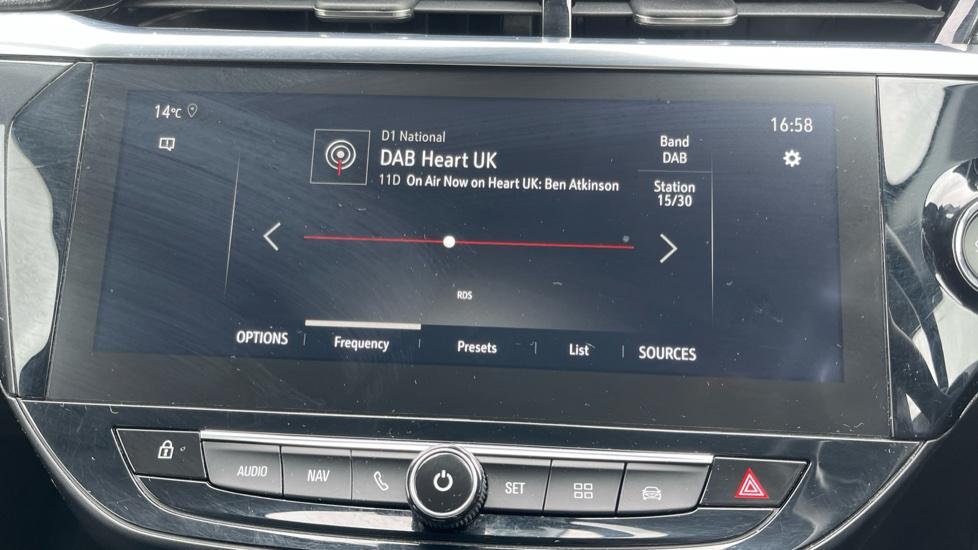 14°C
16:58
D1 National
DAB Heart UK
11D On Air Now on Heart UK: Ben Atkinson
Band
DAB
Station
15/30
RDS
OPTIONS
Frequency
Presets
List
SOURCES
AUDIO
NAV
SET